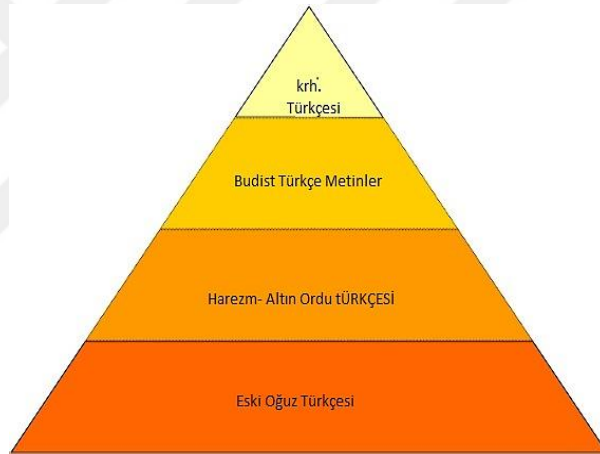 krh.
Türkçesi
Budist Türkçe Metinler
Harezm- Altın Ordu tÜRKÇESİ
Eski Oğuz Türkçesi